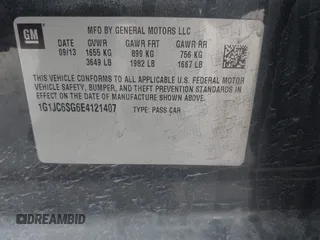 GM
MFD BY GENERAL MOTORS LLC
DATE GVWR GAWR FRT GAWR RR
09/13 1655 KG 899 KG 756 KG
3649 LB 1982 LB 1667 LB
THIS VEHICLE CONFORMS TO ALL APPLICABLE U.S. FEDERAL MOTOR
VEHICLE SAFETY, BUMPER, AND THEFT PREVENTION STANDARDS
IN EFFECT ON THE DATE OF MANUFACTURE SHOWN ABOVE.
1G1JC6SG6E4121407 TYPE: PASS CAR
DREAMBID